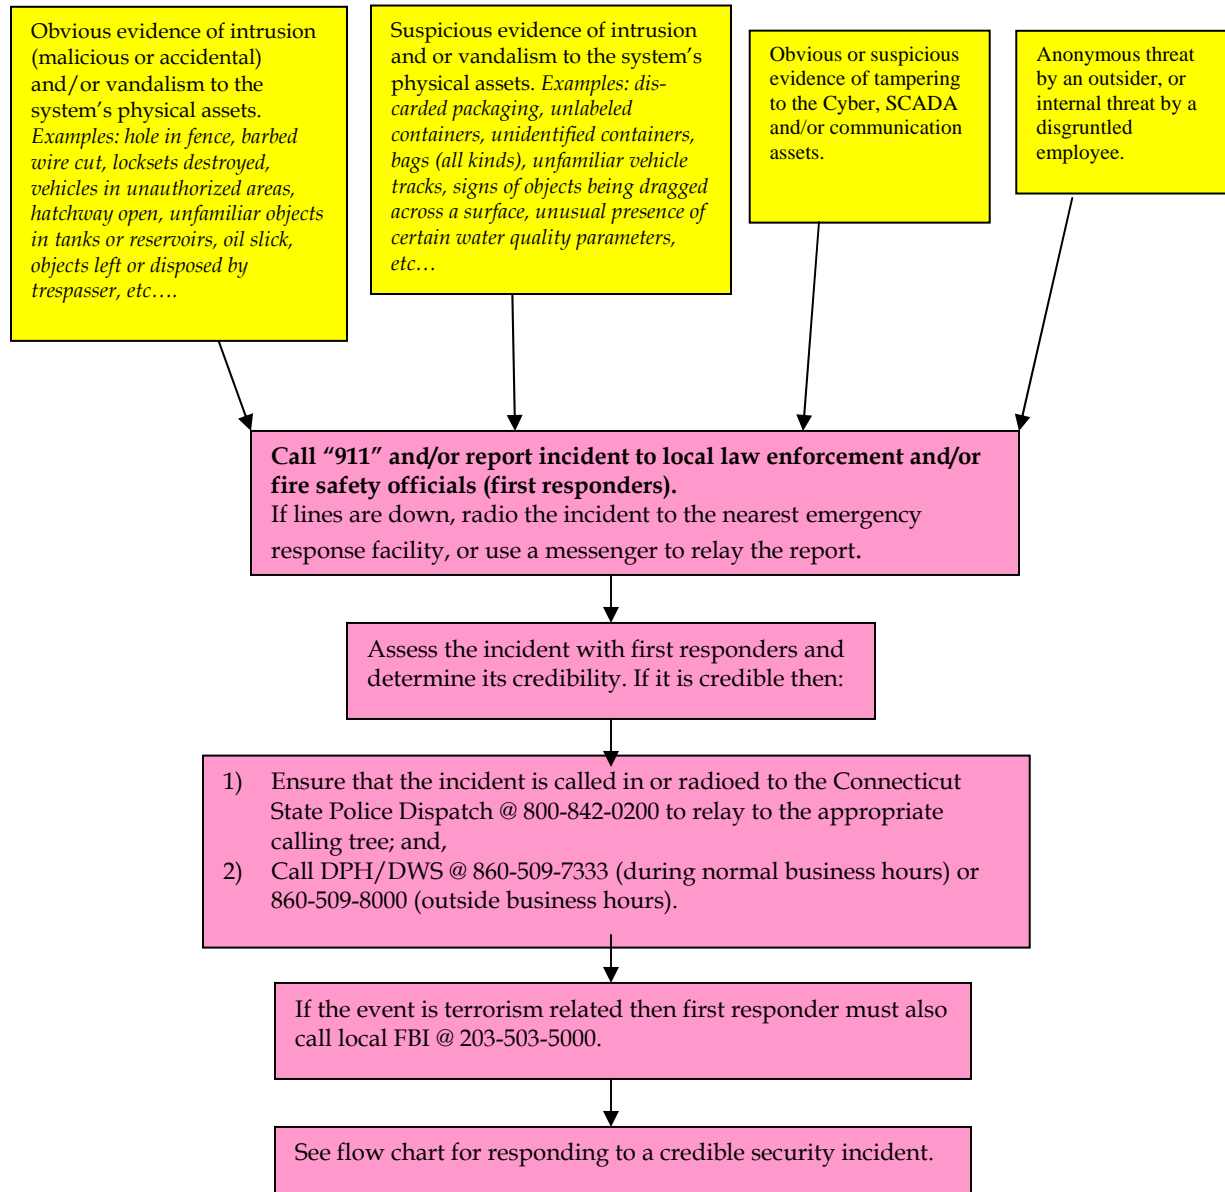 Obvious evidence of intrusion
(malicious or accidental)
and/or vandalism to the
system’s physical assets.
Examples: hole in fence, barbed
wire cut, locksets destroyed,
vehicles in unauthorized areas,
hatchway open, unfamiliar objects
in tanks or reservoirs, oil slick,
objects left or disposed by
trespasser, etc….
Suspicious evidence of intrusion
and or vandalism to the system’s
physical assets. Examples: dis-
carded packaging, unlabeled
containers, unidentified containers,
bags (all kinds), unfamiliar vehicle
tracks, signs of objects being dragged
across a surface, unusual presence of
certain water quality parameters,
etc…
Obvious or suspicious
evidence of tampering
to the Cyber, SCADA
and/or communication
assets.
Anonymous threat
by an outsider, or
internal threat by a
disgruntled
employee.
Call “911” and/or report incident to local law enforcement and/or
fire safety officials (first responders).
If lines are down, radio the incident to the nearest emergency
response facility, or use a messenger to relay the report.
Assess the incident with first responders and
determine its credibility. If it is credible then:
1) Ensure that the incident is called in or radioed to the Connecticut
State Police Dispatch @ 800-842-0200 to relay to the appropriate
calling tree; and,
2) Call DPH/DWS @ 860-509-7333 (during normal business hours) or
860-509-8000 (outside business hours).
If the event is terrorism related then first responder must also
call local FBI @ 203-503-5000.
See flow chart for responding to a credible security incident.